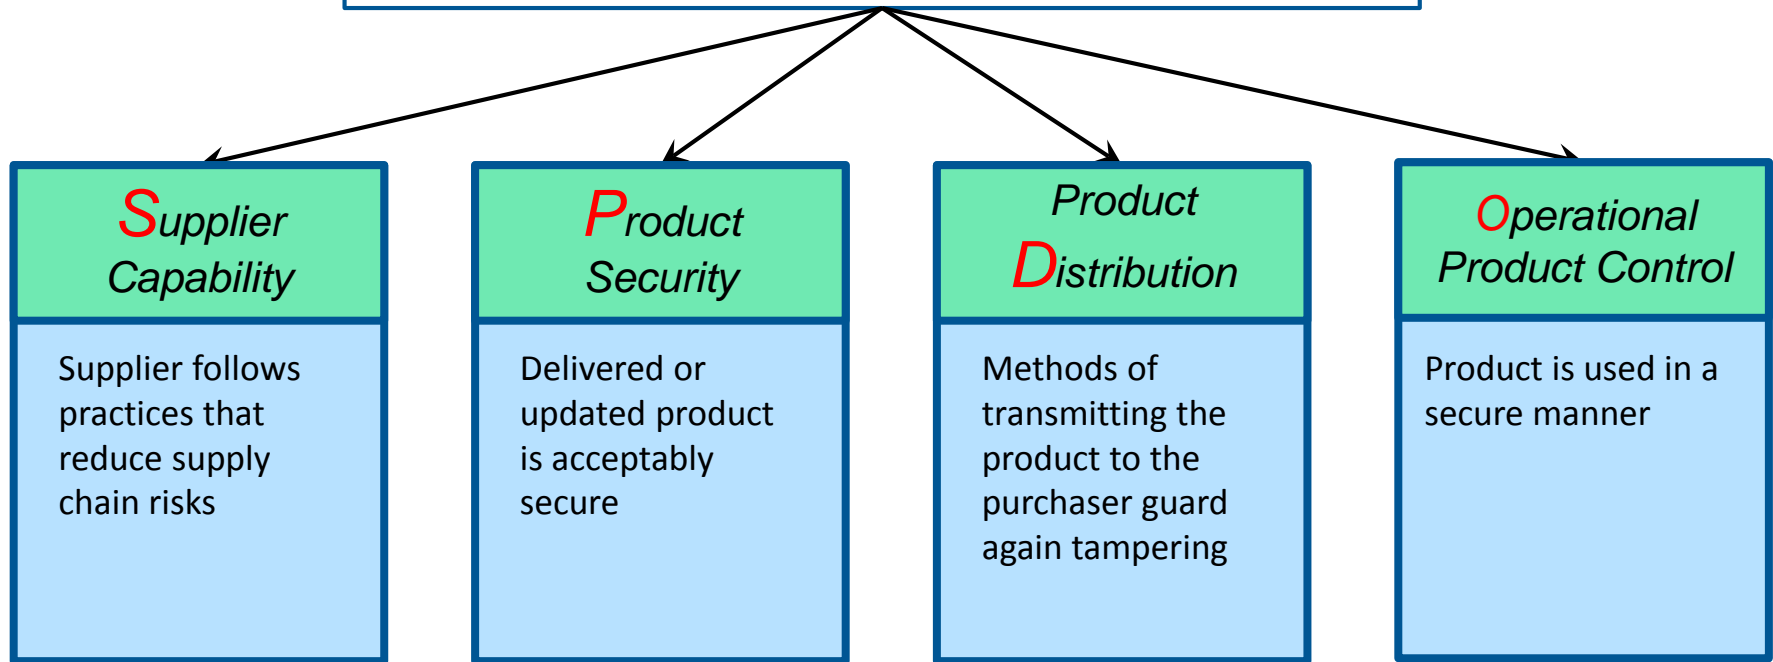 Supplier
Capability
Supplier follows
practices that
reduce supply
chain risks
Product
Security
Delivered or
updated product
is acceptably
secure
Product
Distribution
Methods of
transmitting the
product to the
purchaser guard
again tampering
Operational
Product Control
Product is used in a
secure manner